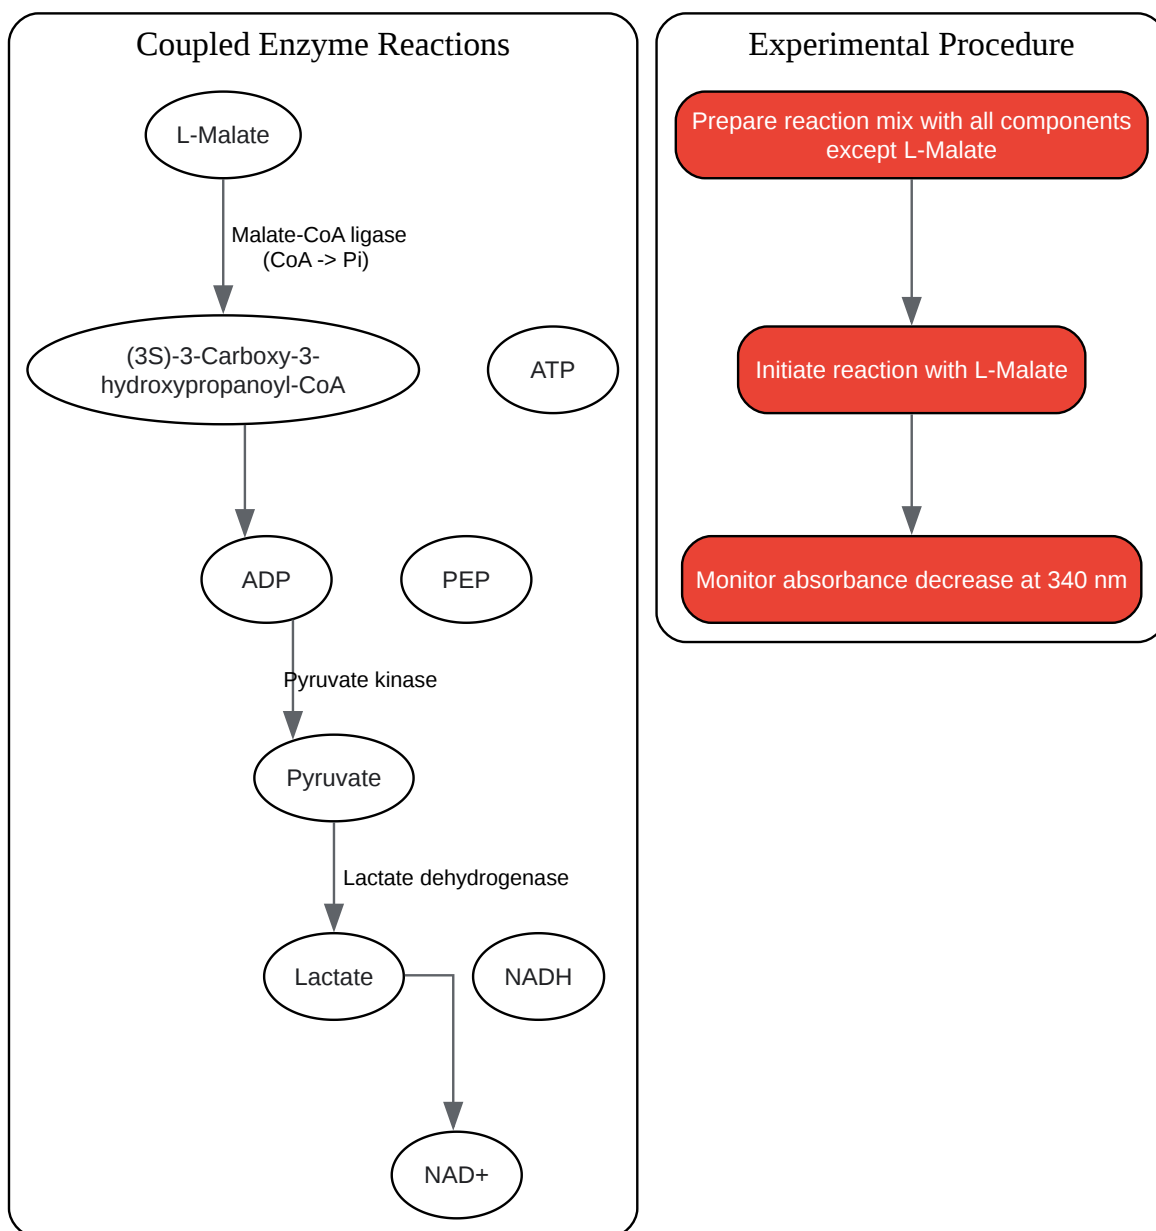 Coupled Enzyme Reactions
L-Malate
Malate-CoA ligase
(CoA -> Pi)
(3S)-3-Carboxy-3-
hydroxypropanoyl-CoA
ATP
ADP
PEP
Pyruvate kinase
Pyruvate
Lactate dehydrogenase
Lactate
NADH
NAD+
Experimental Procedure
Prepare reaction mix with all components
except L-Malate
Initiate reaction with L-Malate
Monitor absorbance decrease at 340 nm